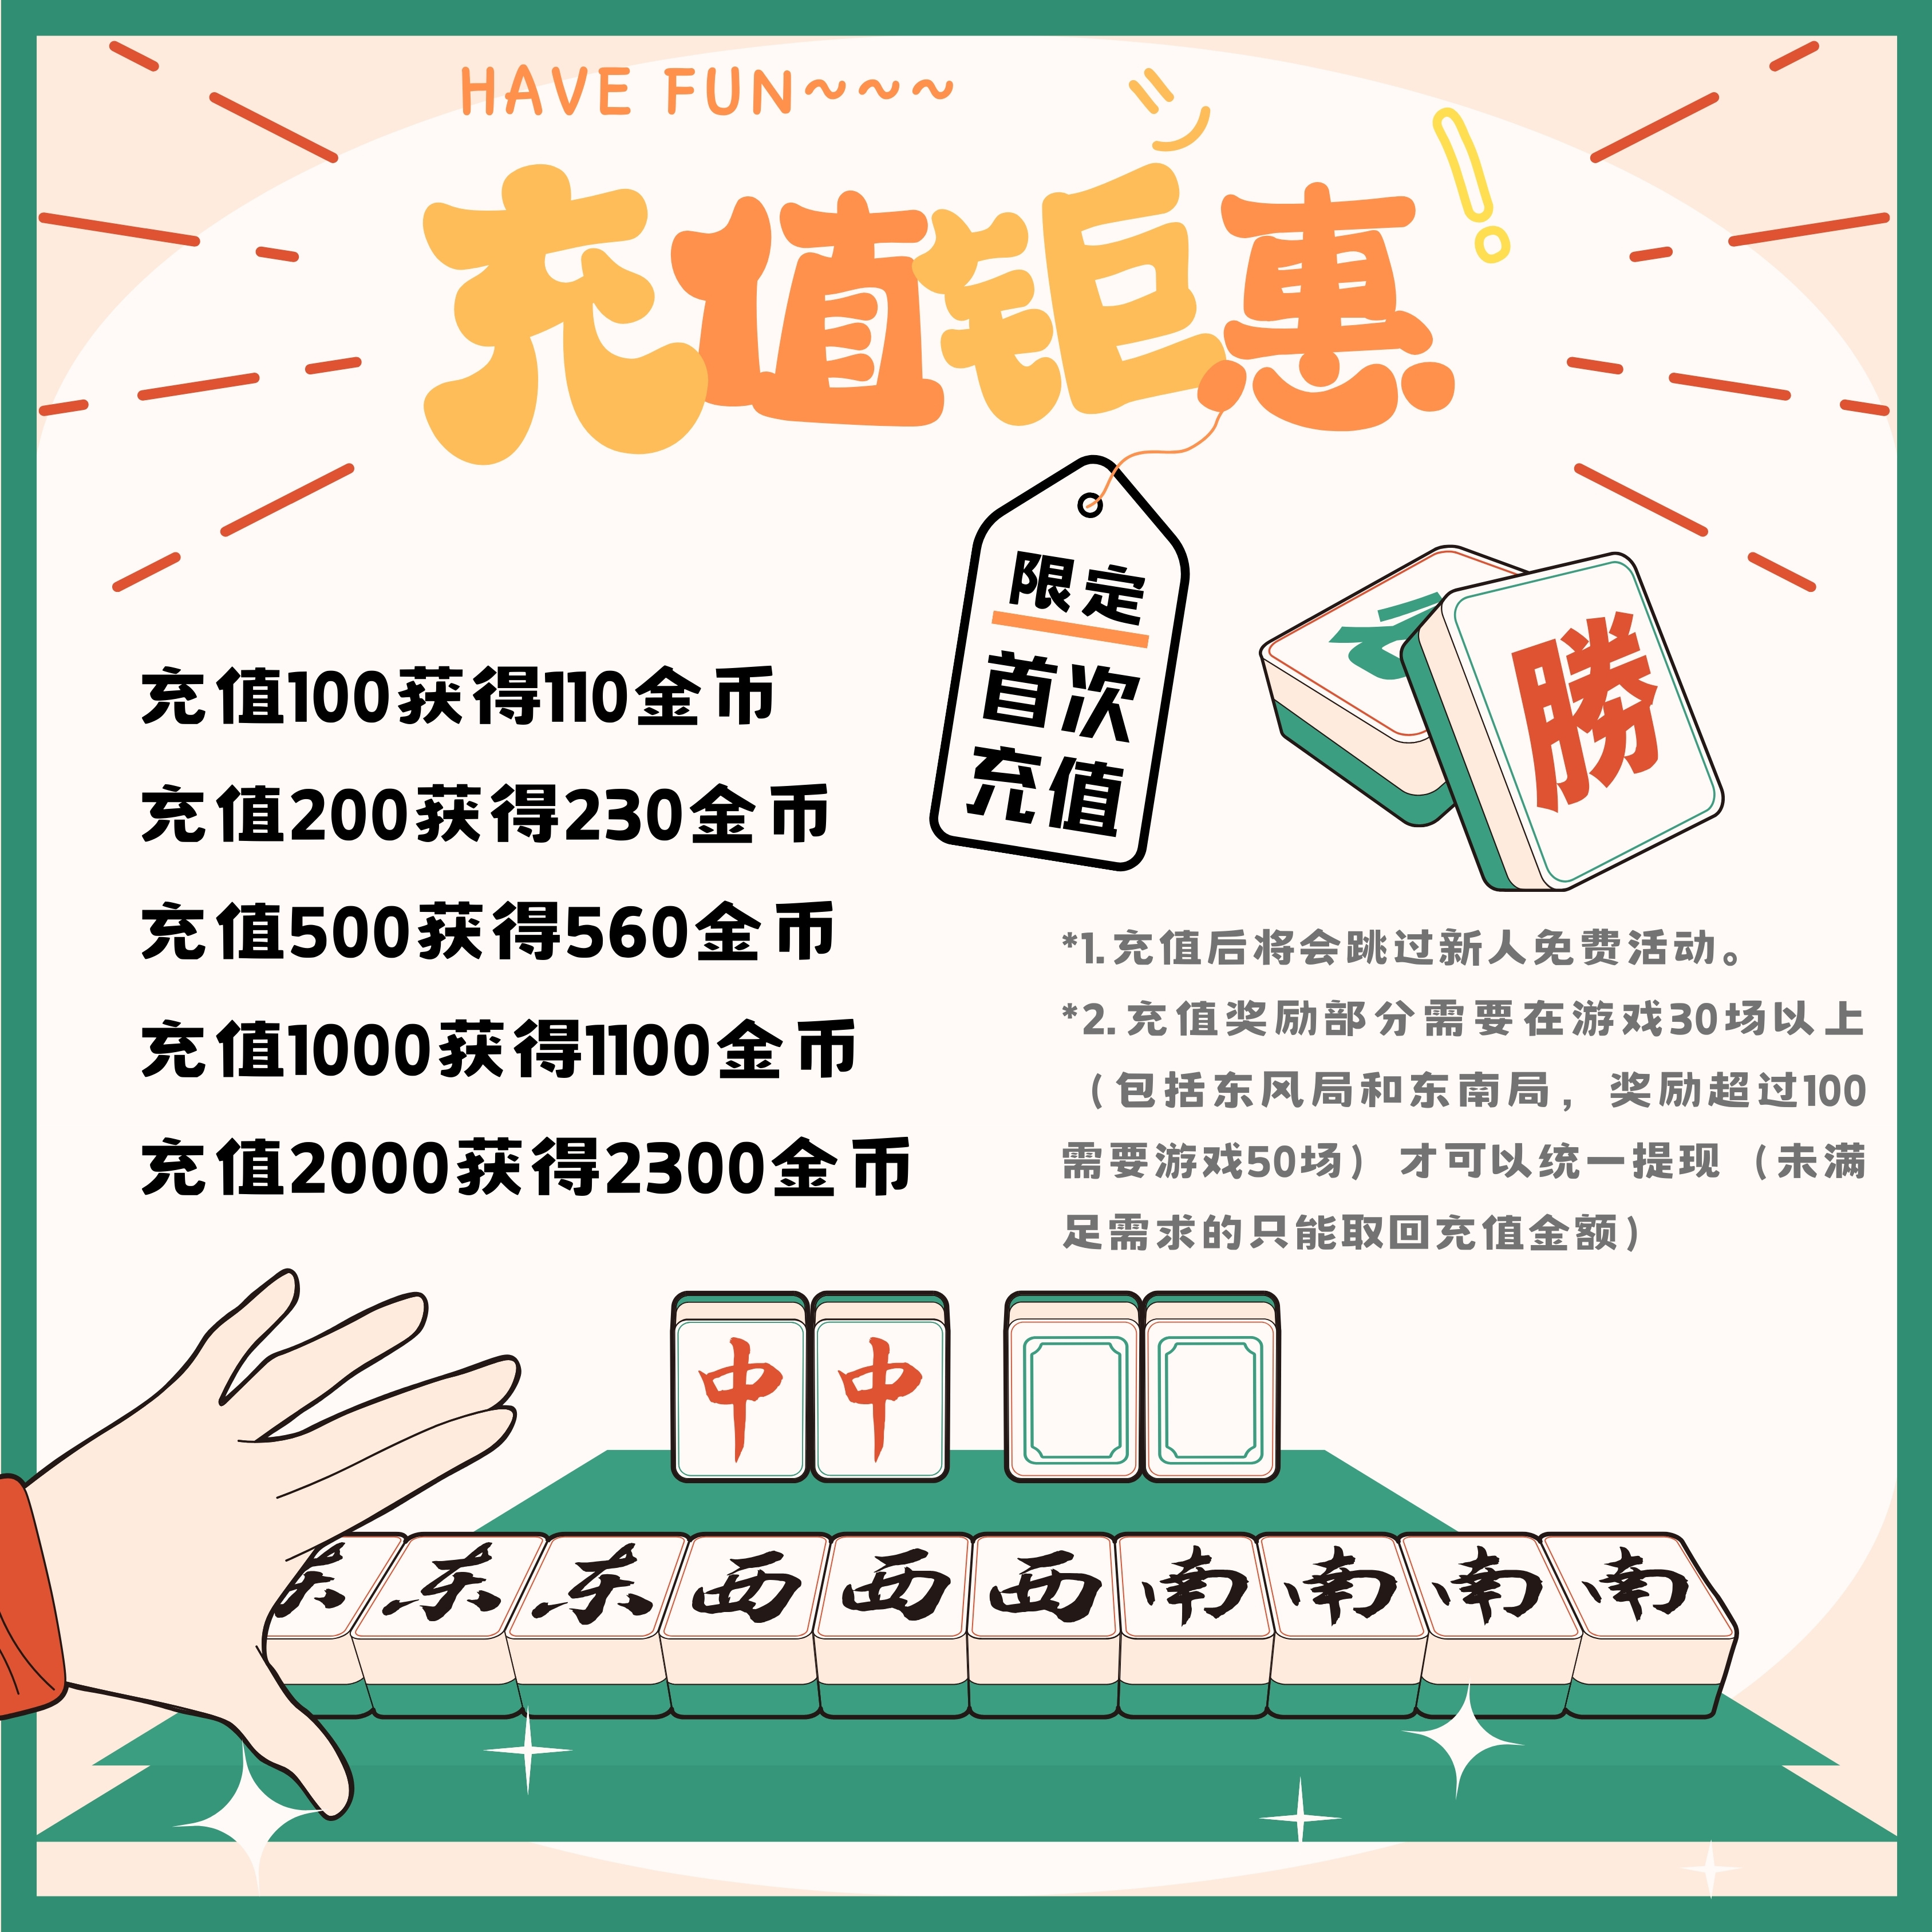 HAVE FUN~~~
充值钜惠
限定
首次
充值
勝
充值100获得110金币
充值200获得230金币
充值500获得560金币
充值1000获得1100金币
充值2000获得2300金币
*1.充值后将会跳过新人免费活动。
*2.充值奖励部分需要在游戏30场以上
（包括东风局和东南局，奖励超过100
需要游戏50场）才可以统一提现（未满
足需求的只能取回充值金额）
中 中
东 东 东 西 西 西 南 南 南 南